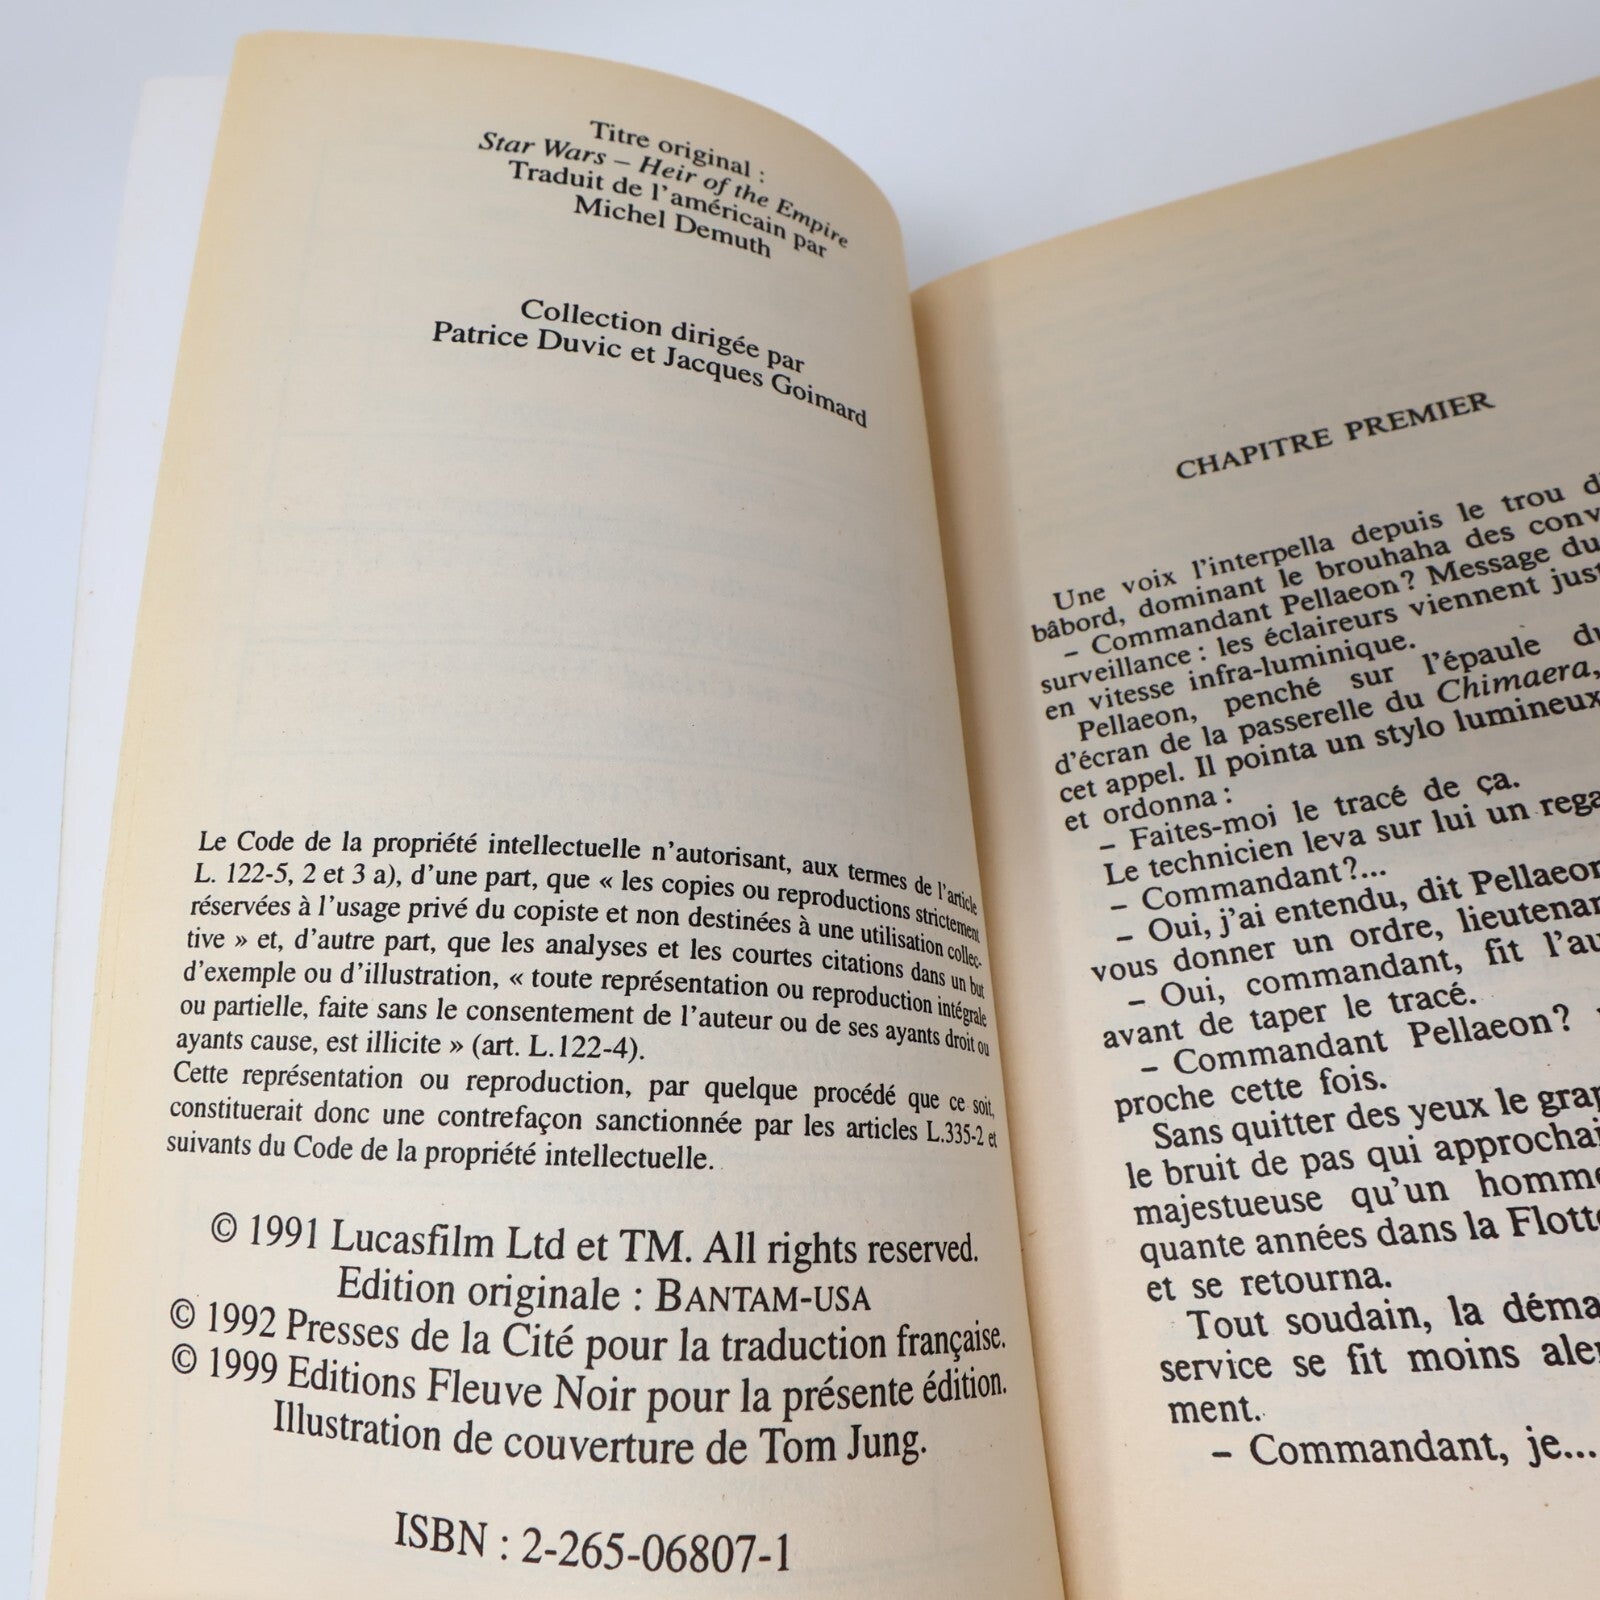 Titre original :
Star Wars – Heir of the Empire
Traduit de l'américain par
Michel Demuth
Collection dirigée par
Patrice Duvic et Jacques Goimard
Le Code de la propriété intellectuelle n'autorisant, aux termes de l'article
L. 122-5, 2 et 3 a), d'une part, que « les copies ou reproductions strictement
réservées à l'usage privé du copiste et non destinées à une utilisation collec-
tive » et, d'autre part, que les analyses et les courtes citations dans un but
d'exemple ou d'illustration, « toute représentation ou reproduction intégrale
ou partielle, faite sans le consentement de l'auteur ou de ses ayants droit ou
ayants cause, est illicite » (art. L.122-4).
Cette représentation ou reproduction, par quelque procédé que ce soit,
constituerait donc une contrefaçon sanctionnée par les articles L.335-2 et
suivants du Code de la propriété intellectuelle.
© 1991 Lucasfilm Ltd et TM. All rights reserved.
Edition originale : BANTAM-USA
© 1992 Presses de la Cité pour la traduction française.
© 1999 Editions Fleuve Noir pour la présente édition.
Illustration de couverture de Tom Jung.
ISBN : 2-265-06807-1
CHAPITRE PREMIER
Une voix l'interpella depuis le trou d
bâbord, dominant le brouhaha des conv
– Commandant Pellaeon ? Message du
surveillance : les éclaireurs viennent just
en vitesse infra-luminique.
Pellaeon, penché sur l'épaule du
d'écran de la passerelle du Chimaera,
cet appel. Il pointa un stylo lumineux
et ordonna :
– Faites-moi le tracé de ça.
Le technicien leva sur lui un rega
– Commandant ?...
– Oui, j'ai entendu, dit Pellaeon
vous donner un ordre, lieutenan
– Oui, commandant, fit l'au
avant de taper le tracé.
– Commandant Pellaeon ?
proche cette fois.
Sans quitter des yeux le grap
le bruit de pas qui approchai
majestueuse qu'un homme
quante années dans la Flott
et se retourna.
Tout soudain, la déma
service se fit moins aler
ment.
– Commandant, je...